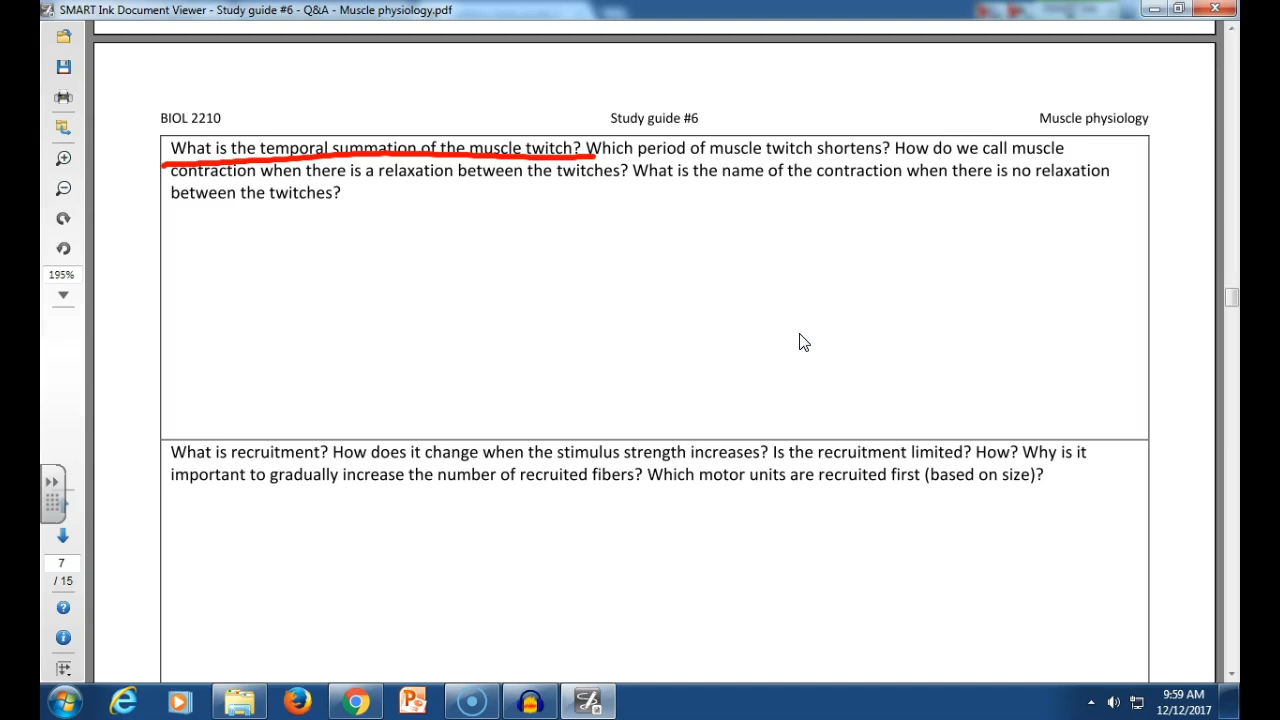 SMART Ink Document Viewer - Study guide #6 - Q&A - Muscle physiology.pdf
BIOL 2210 Study guide #6 Muscle physiology
What is the temporal summation of the muscle twitch? Which period of muscle twitch shortens? How do we call muscle
contraction when there is a relaxation between the twitches? What is the name of the contraction when there is no relaxation
between the twitches?
195%
What is recruitment? How does it change when the stimulus strength increases? Is the recruitment limited? How? Why is it
important to gradually increase the number of recruited fibers? Which motor units are recruited first (based on size)?
7
/ 15
9:59 AM
12/12/2017